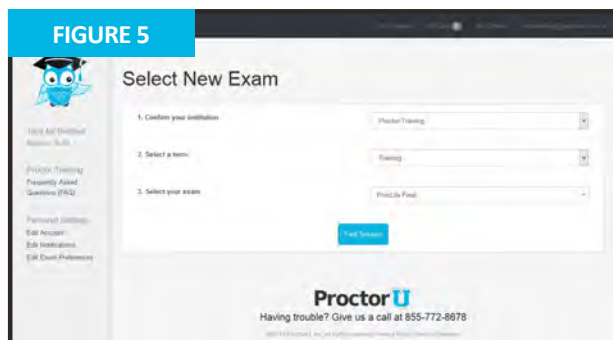 FIGURE 5
Select New Exam
1. Confirm your institution
Proctor Training
2. Select a term
Training
3. Select your exam
Proctor Training
Frequently Asked
Questions (FAQ)
Personal Settings
Edit Account
Edit Notifications
Edit Exam Preferences
Find Sessions
ProctorU
Having trouble? Give us a call at 855-772-8678